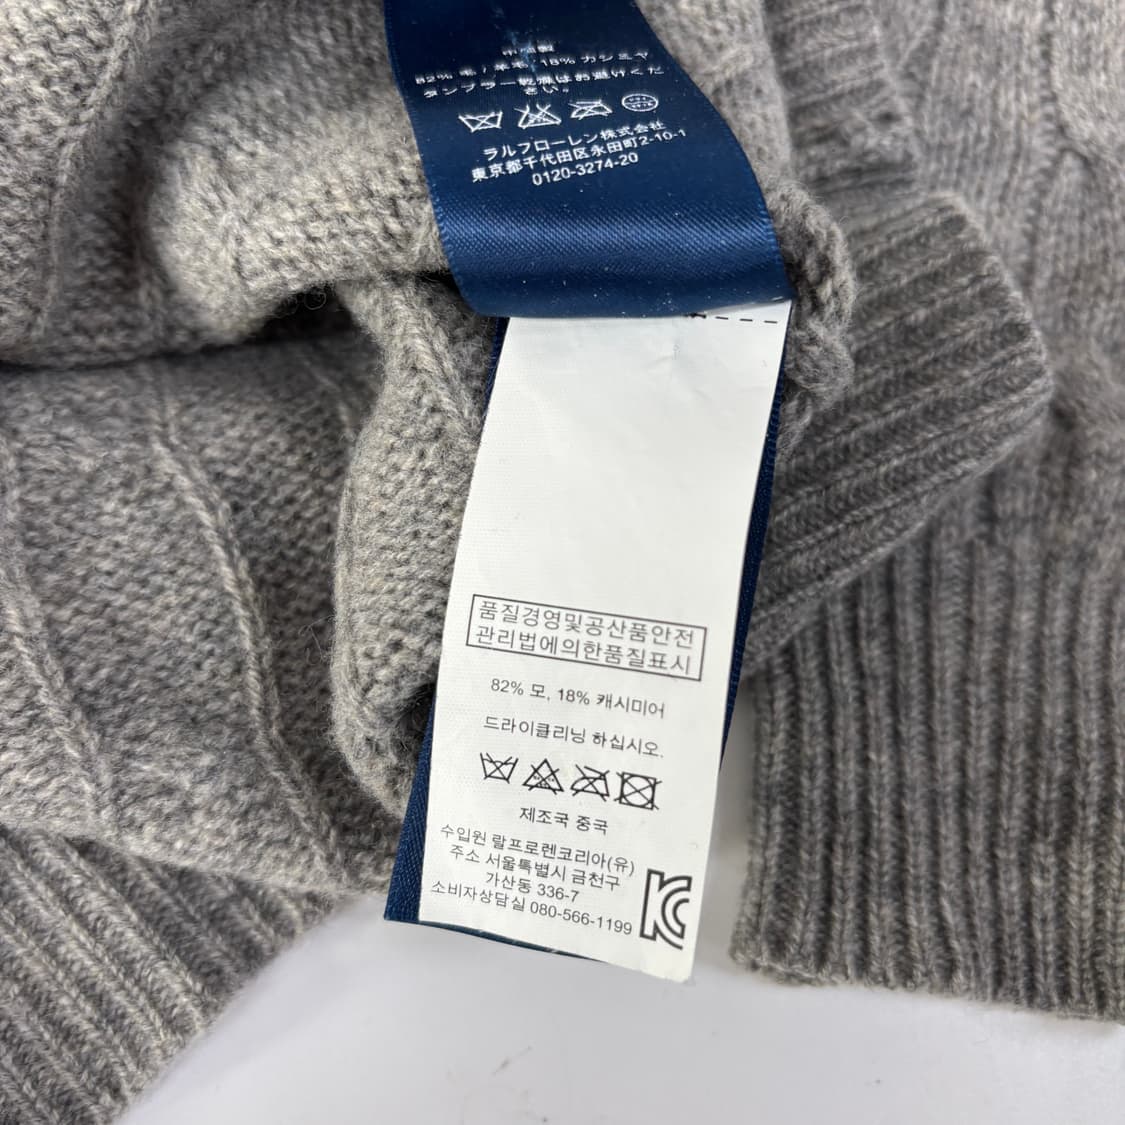 中国製
82% 毛/羊毛, 18% カシミヤ
タンブラー乾燥はお避けくだ
さい。
ラルフローレン株式会社
東京都千代田区永田町2-10-1
0120-3274-20
품질경영및공산품안전
관리법에의한품질표시
82% 모, 18% 캐시미어
드라이클리닝 하십시오.
제조국 중국
수입원 랄프로렌코리아(유)
주소 서울특별시 금천구
가산동 336-7
소비자상담실 080-566-1199